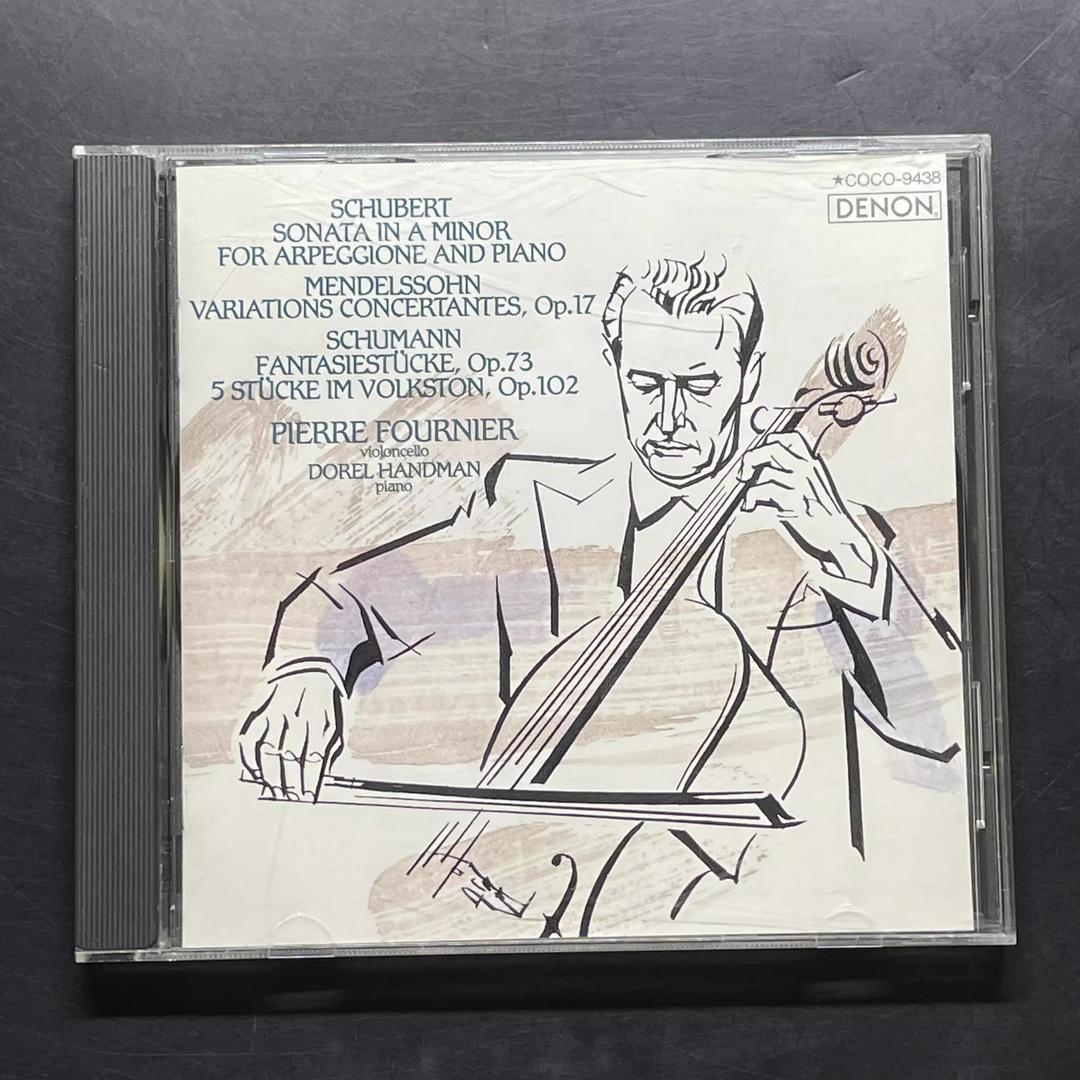 SCHUBERT
SONATA IN A MINOR
FOR ARPEGGIONE AND PIANO
MENDELSSOHN
VARIATIONS CONCERTANTES, Op.17
SCHUMANN
FANTASIESTÜCKE, Op.73
5 STÜCKE IM VOLKSTON, Op.102
PIERRE FOURNIER
violoncello
DOREL HANDMAN
piano
★COCO-9438
DENON